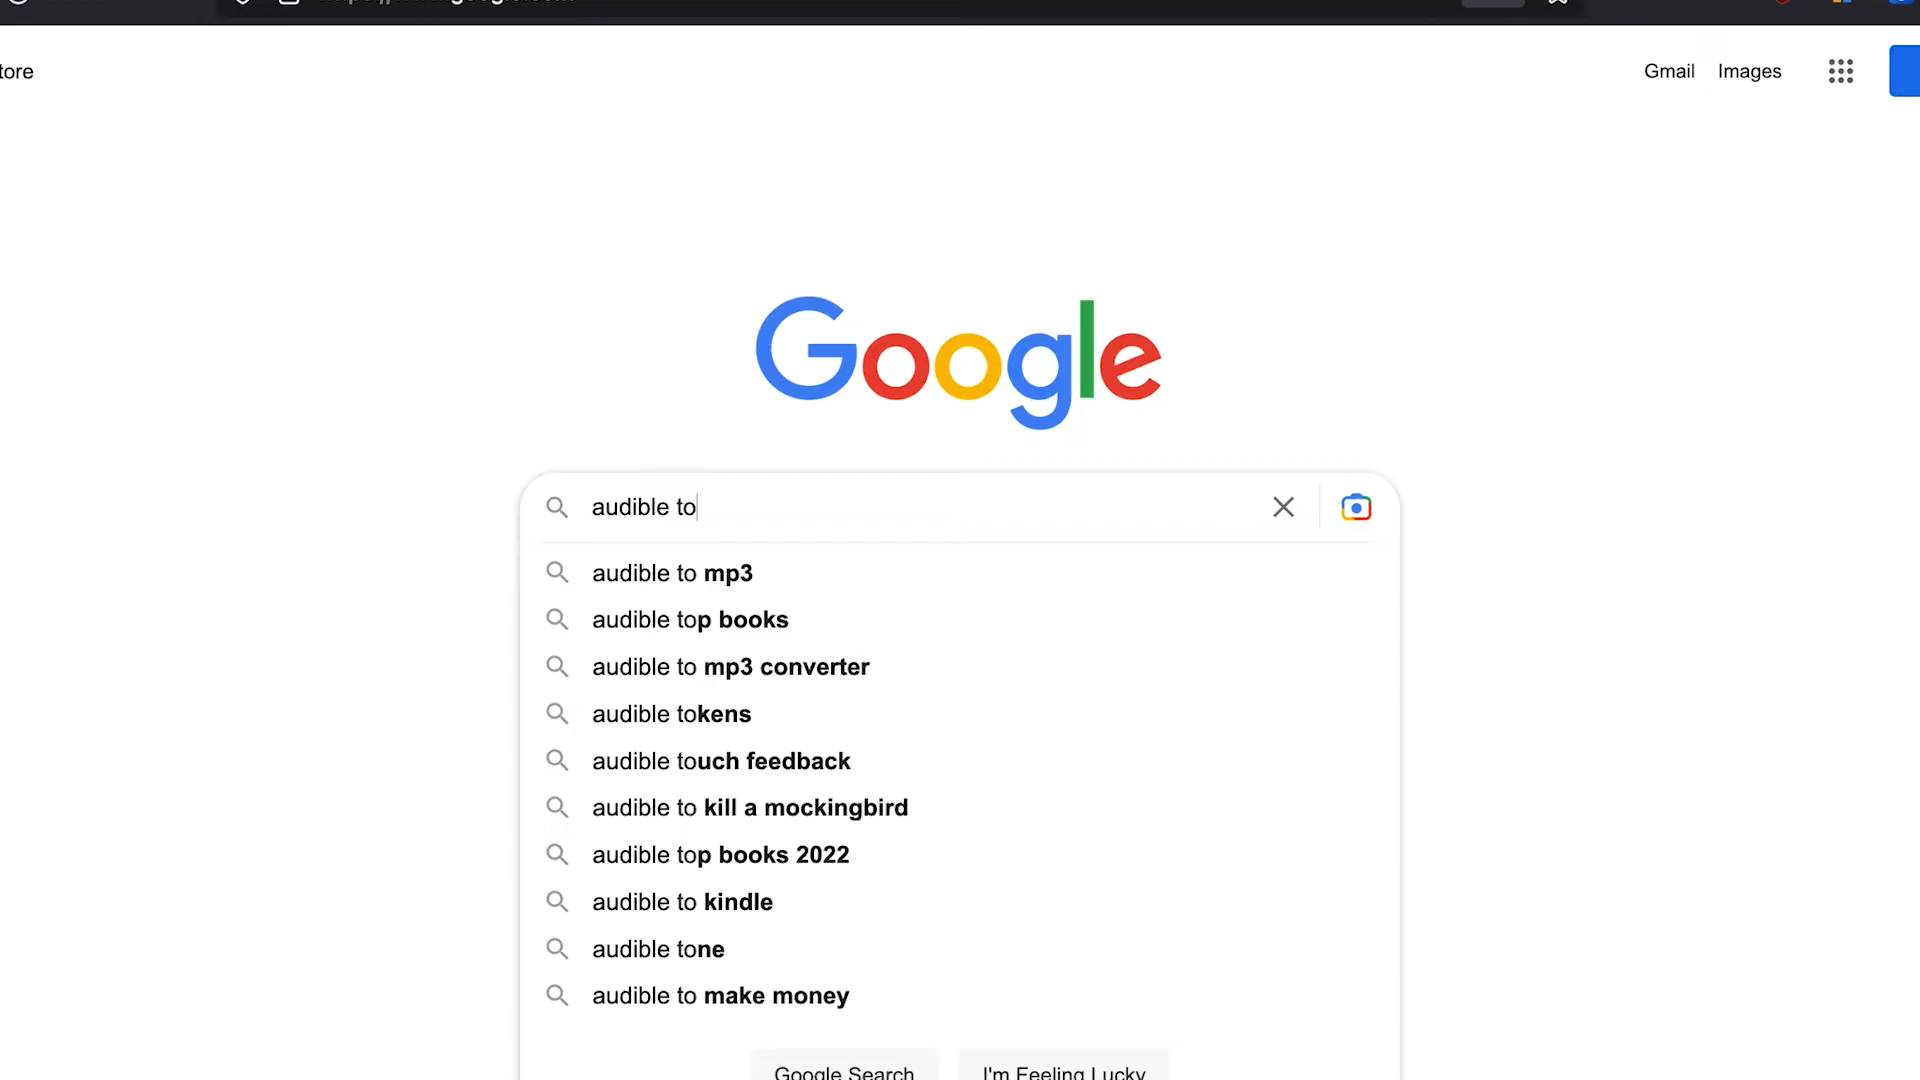 tore
Gmail Images
Google
audible to
audible to mp3
audible top books
audible to mp3 converter
audible tokens
audible touch feedback
audible to kill a mockingbird
audible top books 2022
audible to kindle
audible tone
audible to make money
Google Search I'm Feeling Lucky